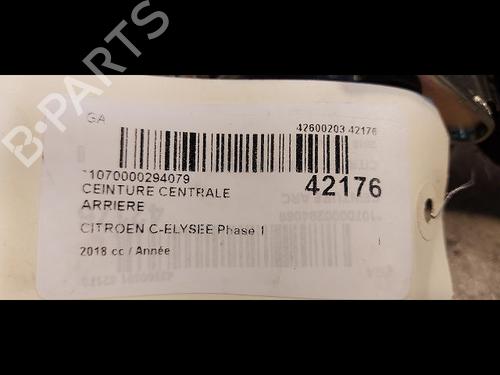 B-PARTS
GA
42600203 42176
*1070000294079
42176
CEINTURE CENTRALE
ARRIERE
CITROEN C-ELYSEE Phase 1
2018 cc / Année